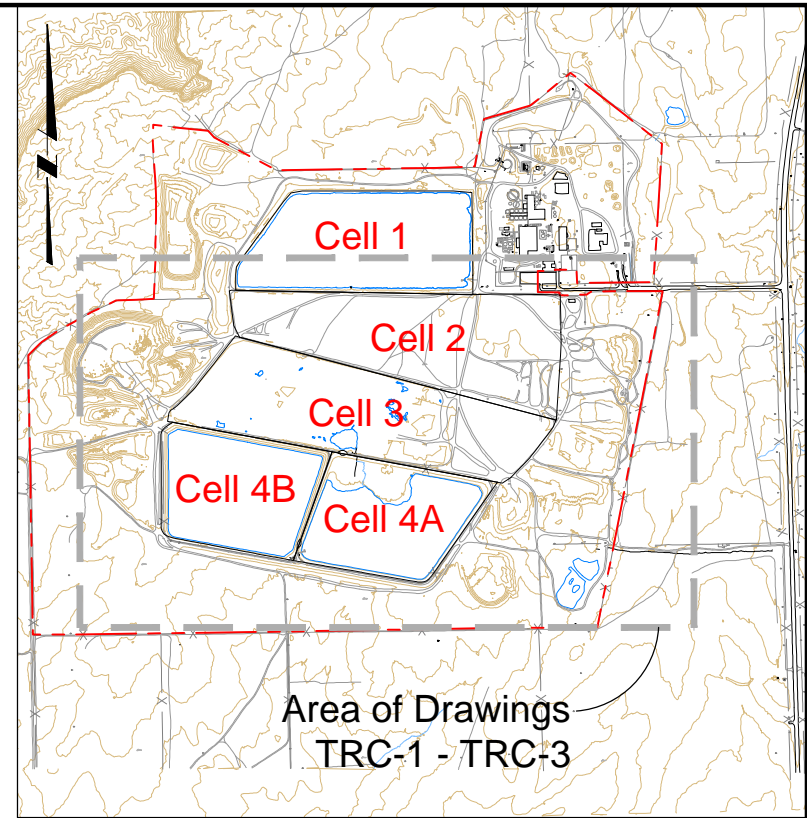 Cell 1
Cell 2
Cell 3
Cell 4B
Cell 4A
Area of Drawings
TRC-1 - TRC-3